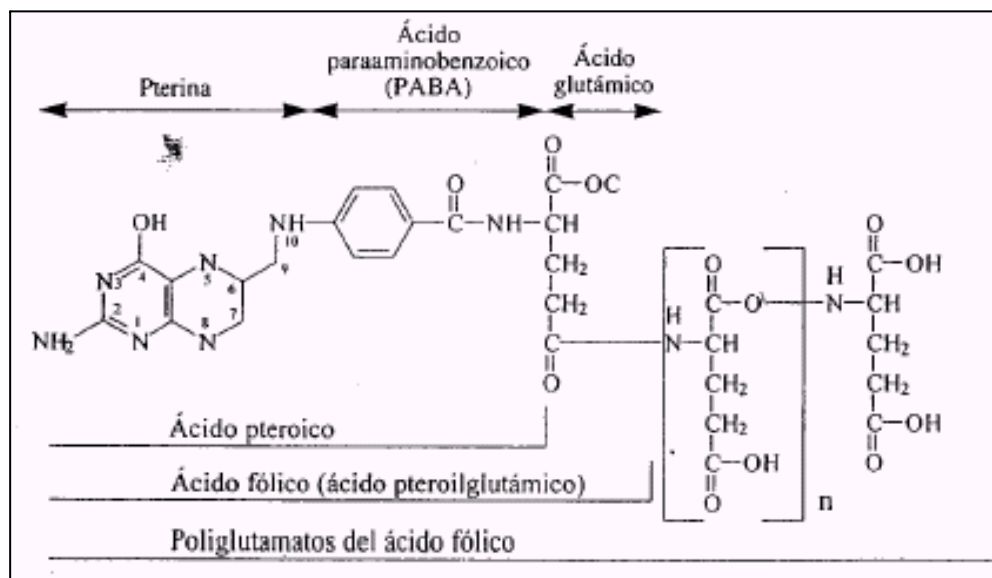 Ácido
paraaminobenzoico
(PABA)
Ácido
glutámico
Pterina
O
C—OC
O
C—NH—CH
NH
10
OH
4
N
5
9
6
3
N
2
7
1
8
NH₂
N
N
CH₂
CH₂
C
O
H
N
O
C—O
CH
CH₂
CH₂
C—OH
O
n
H
N
O
C—OH
CH
CH₂
CH₂
C—OH
O
Ácido pteroico
Ácido fólico (ácido pteroilglutámico)
Poliglutamatos del ácido fólico